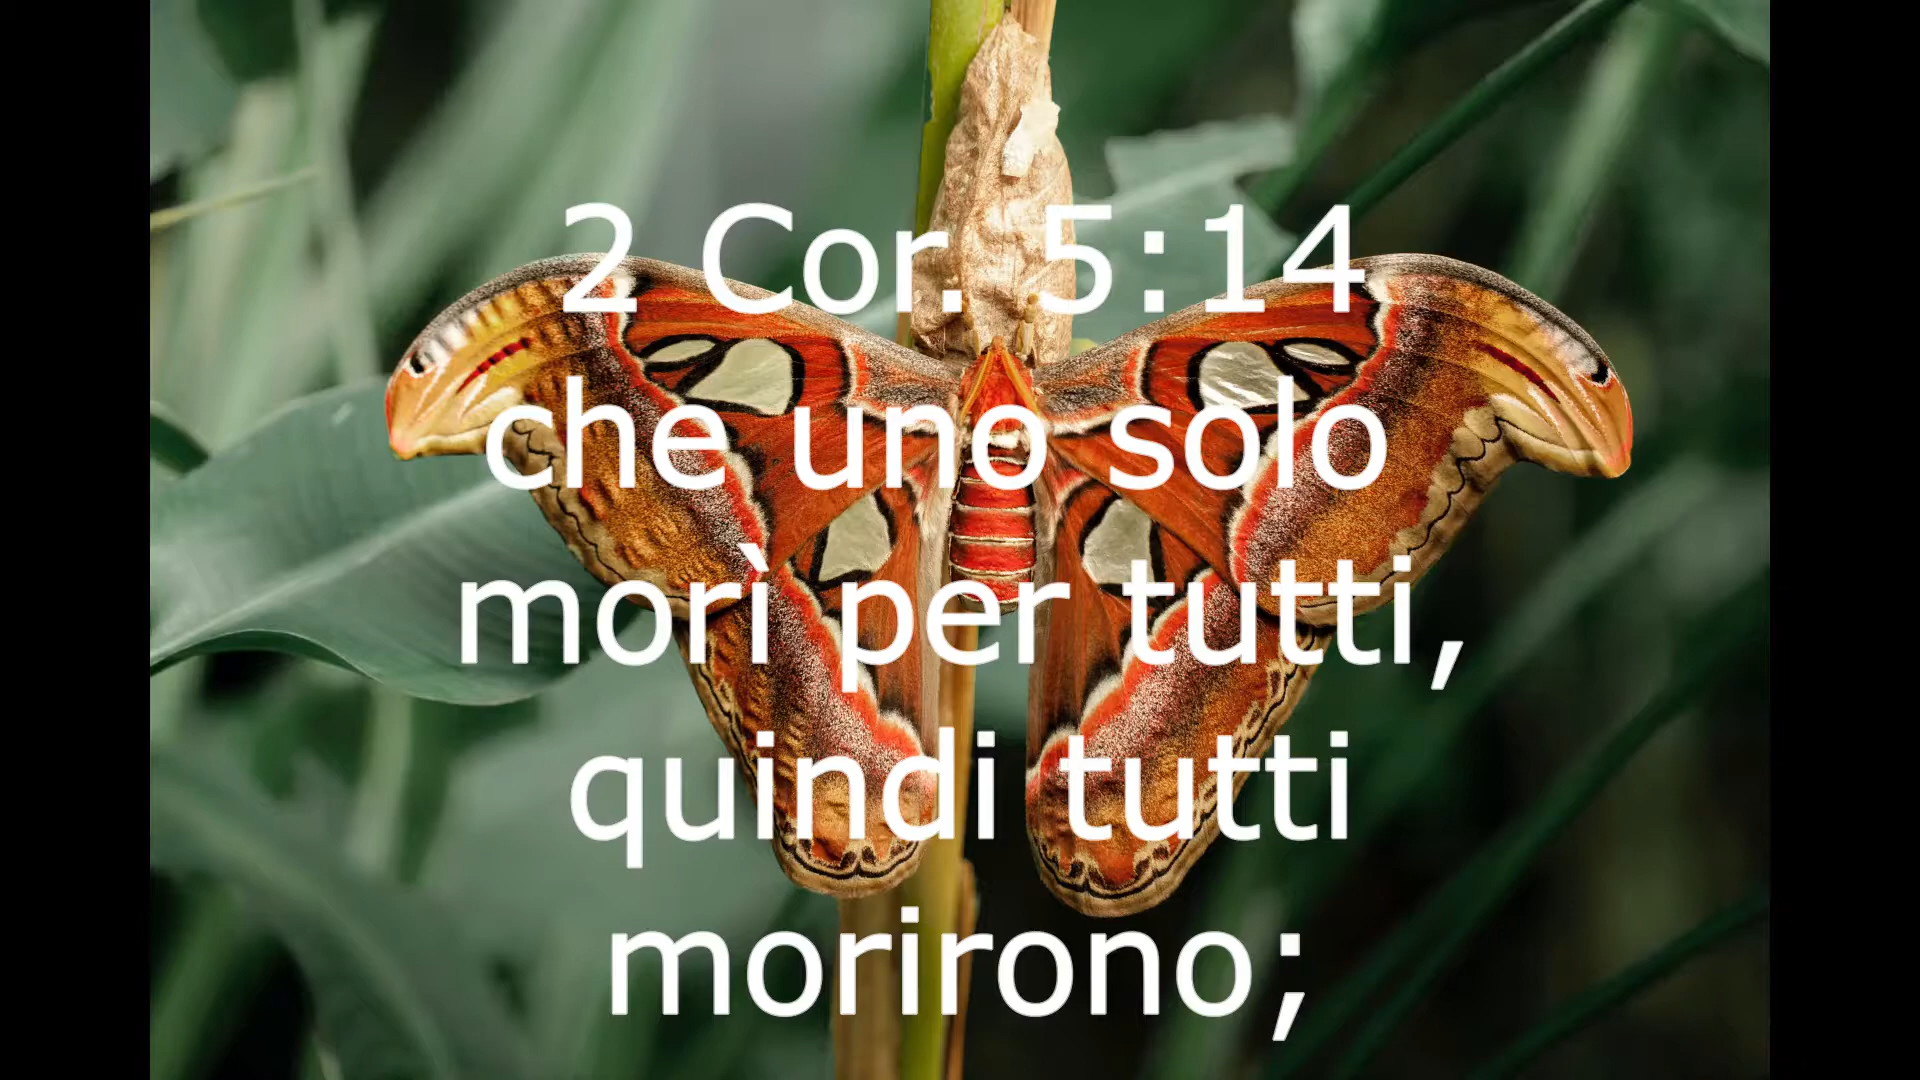 2 Cor. 5:14
che uno solo
morì per tutti,
quindi tutti
morirono;